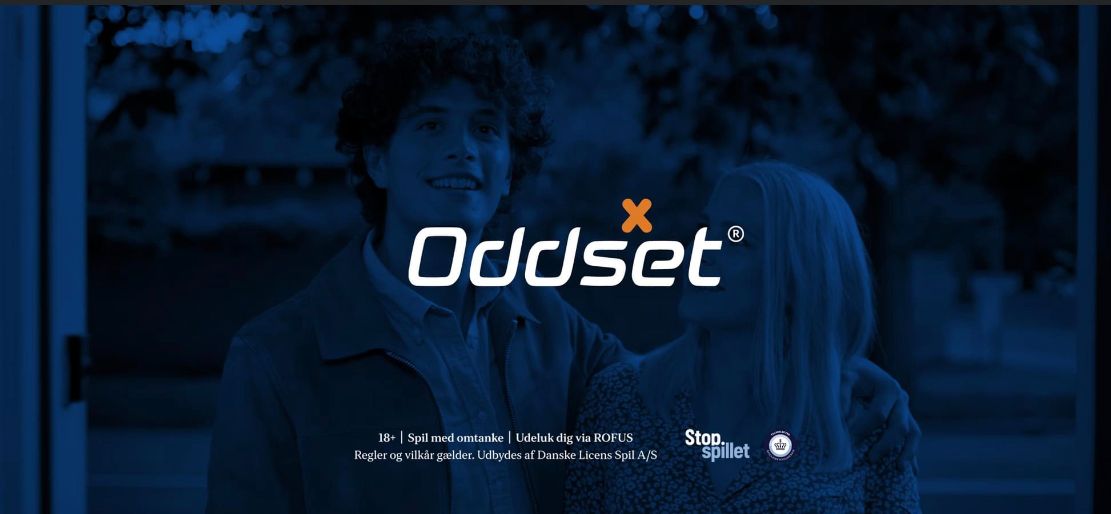 Oddset®
18+ | Spil med omtanke | Udeluk dig via ROFUS
Regler og vilkår gælder. Udbydes af Danske Licens Spil A/S
Stop
spillet